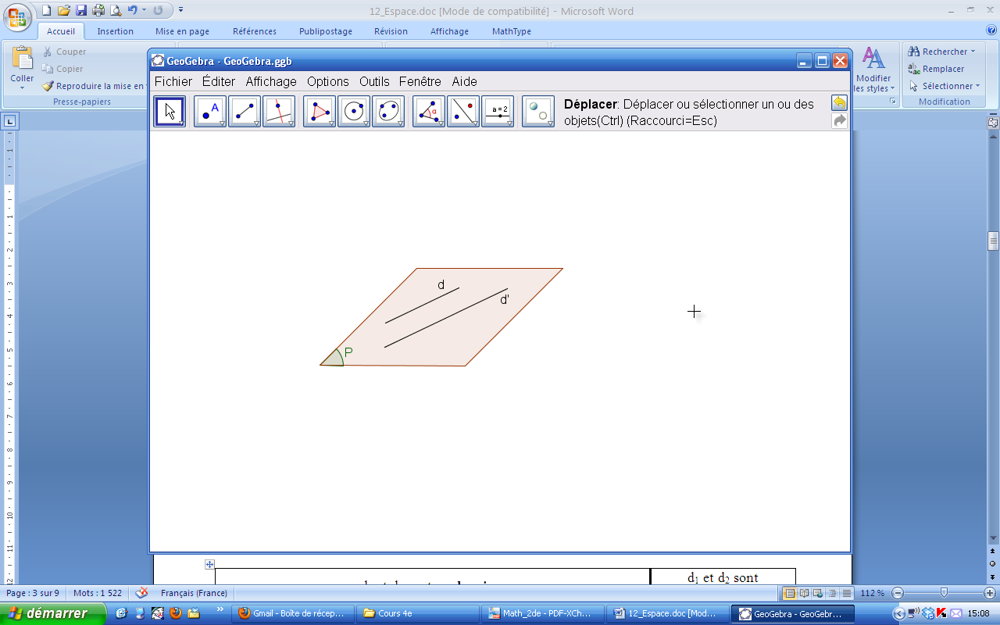 12_Espace.doc [Mode de compatibilité] - Microsoft Word
Accueil Insertion Mise en page Références Publipostage Révision Affichage MathType
Coller
Couper
Copier
Reproduire la mise en
Presse-papiers
Modifier
les styles
Rechercher
Remplacer
Sélectionner
Modification
GeoGebra - GeoGebra.ggb
Fichier Éditer Affichage Options Outils Fenêtre Aide
A
α
a = 2
Déplacer: Déplacer ou sélectionner un ou des
objets(Ctrl) (Raccourci=Esc)
d
d'
P
d1 et d2 sont
Page : 3 sur 9 Mots : 1 522 Français (France) 112 %
démarrer » Gmail - Boîte de récep... Cours 4e Math_2de - PDF-XCh... 12_Espace.doc [Mod... GeoGebra - GeoGebr... 15:08